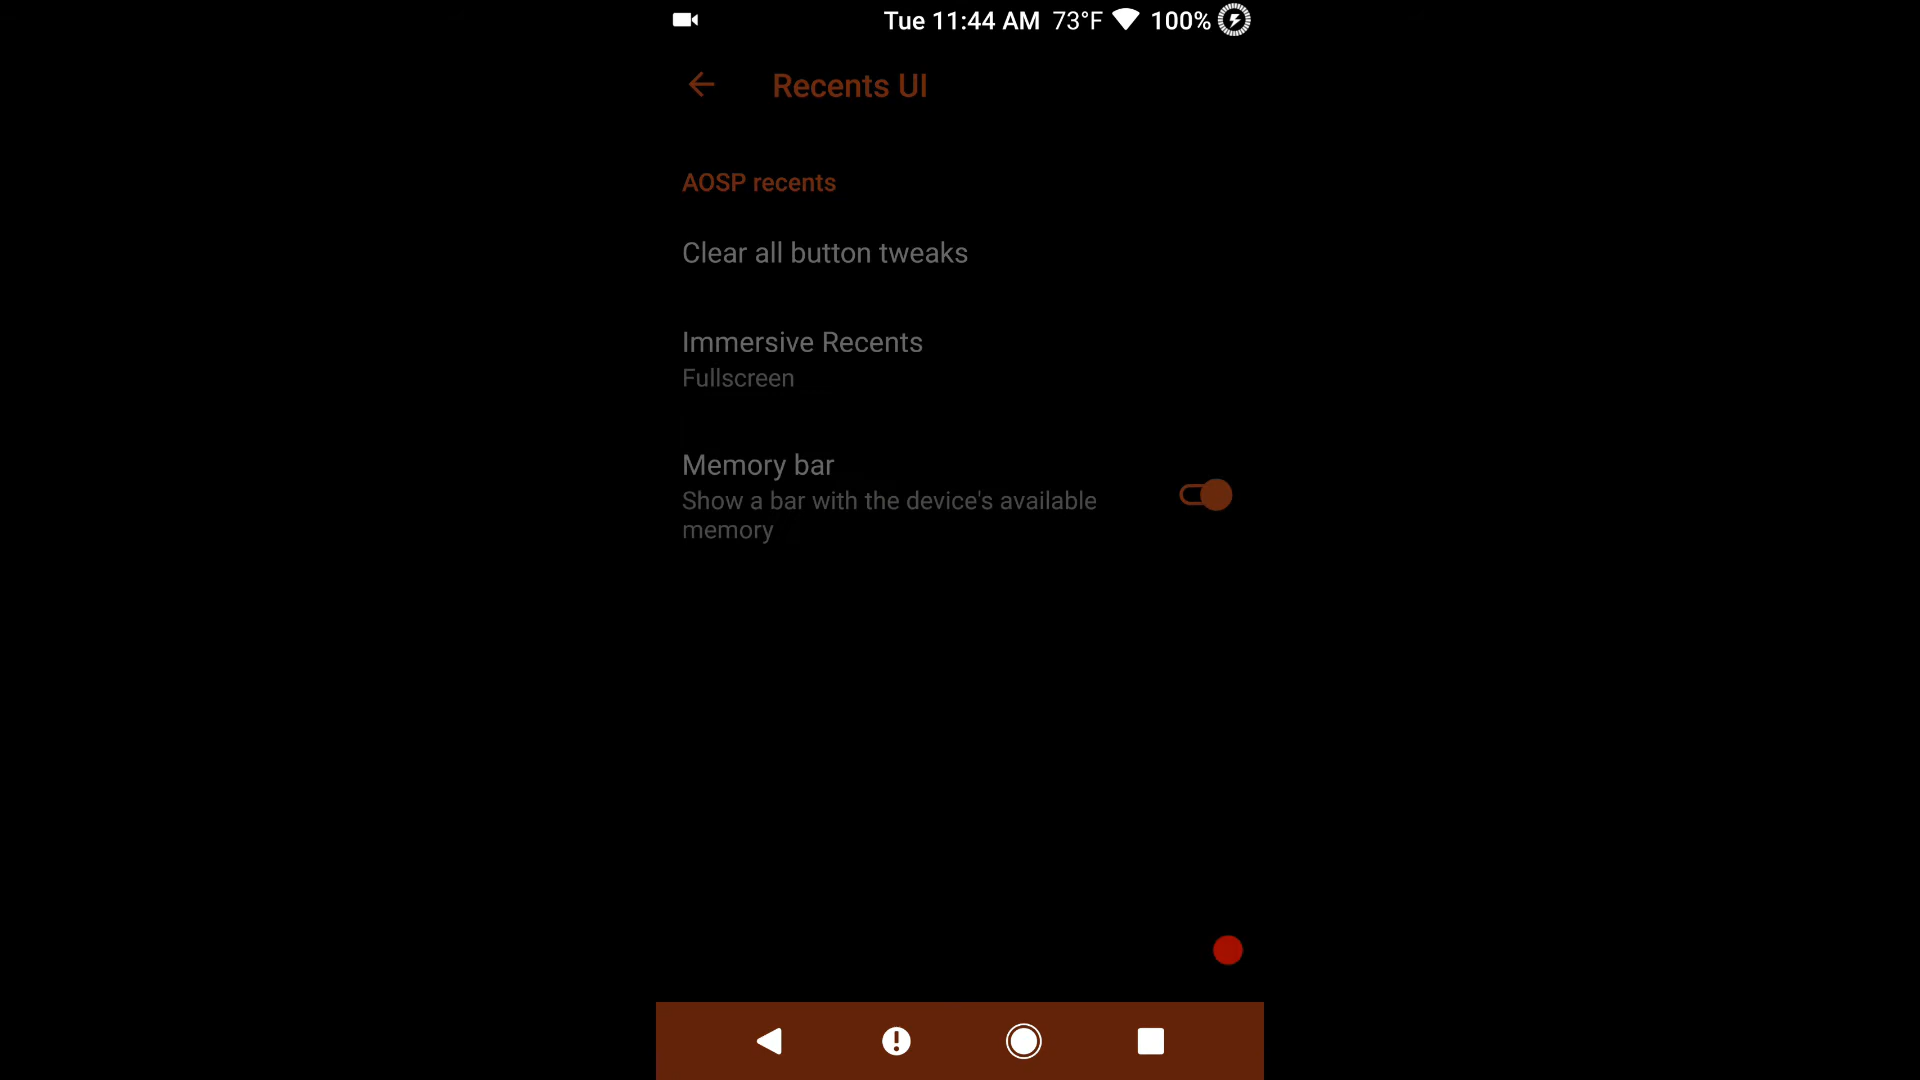 Tue 11:44 AM 73°F 100%
Recents UI
AOSP recents
Clear all button tweaks
Immersive Recents
Fullscreen
Memory bar
Show a bar with the device's available
memory